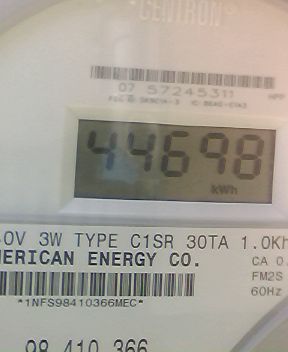 CENTRON
07 57245311
44698
kWh
0V 3W TYPE C1SR 30TA 1.0Kh
MERICAN ENERGY CO. CA 0.
FM2S
*1NFS98410366MEC* 60Hz
98 410 366